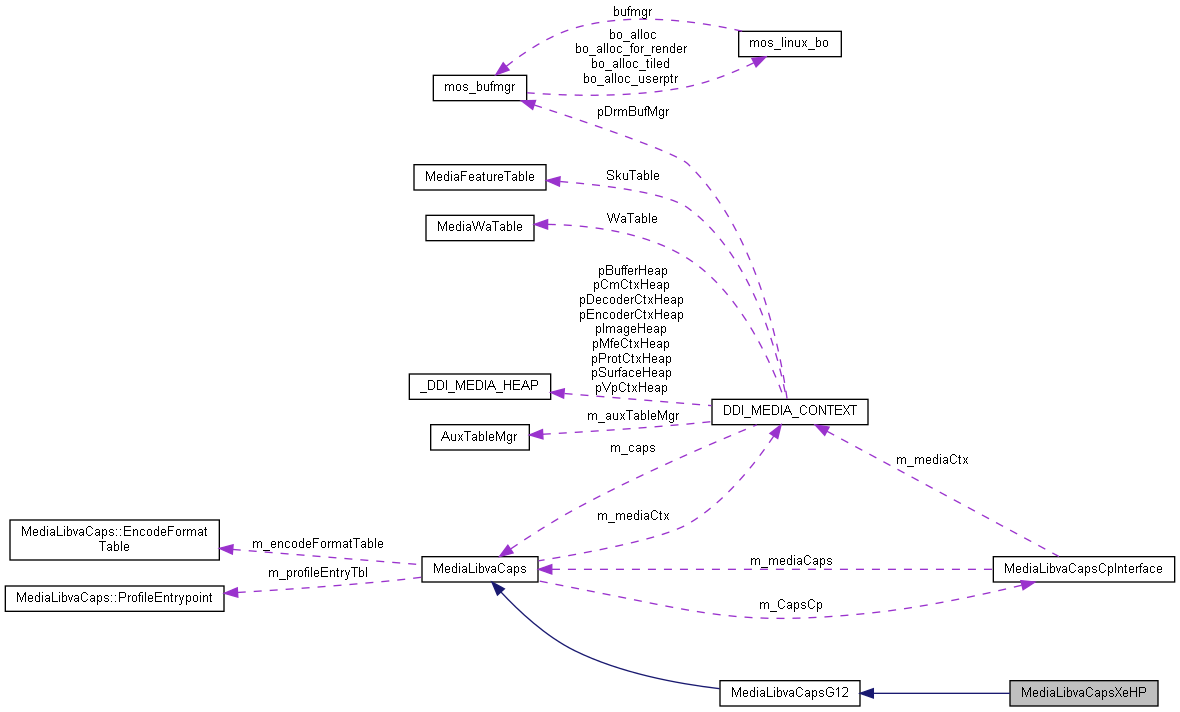 bufmgr
mos_linux_bo
bo_alloc
bo_alloc_for_render
bo_alloc_tiled
bo_alloc_userptr
mos_bufmgr
pDrmBufMgr
MediaFeatureTable
SkuTable
MediaWaTable
WaTable
pBufferHeap
pCmCtxHeap
pDecoderCtxHeap
pEncoderCtxHeap
pImageHeap
pMfeCtxHeap
pProtCtxHeap
pSurfaceHeap
pVpCtxHeap
_DDI_MEDIA_HEAP
DDI_MEDIA_CONTEXT
m_auxTableMgr
AuxTableMgr
m_caps
m_mediaCtx
m_mediaCtx
MediaLibvaCaps::EncodeFormat
Table
m_encodeFormatTable
m_profileEntryTbl
MediaLibvaCaps::ProfileEntrypoint
MediaLibvaCaps
m_mediaCaps
MediaLibvaCapsCpInterface
m_CapsCp
MediaLibvaCapsG12
MediaLibvaCapsXeHP